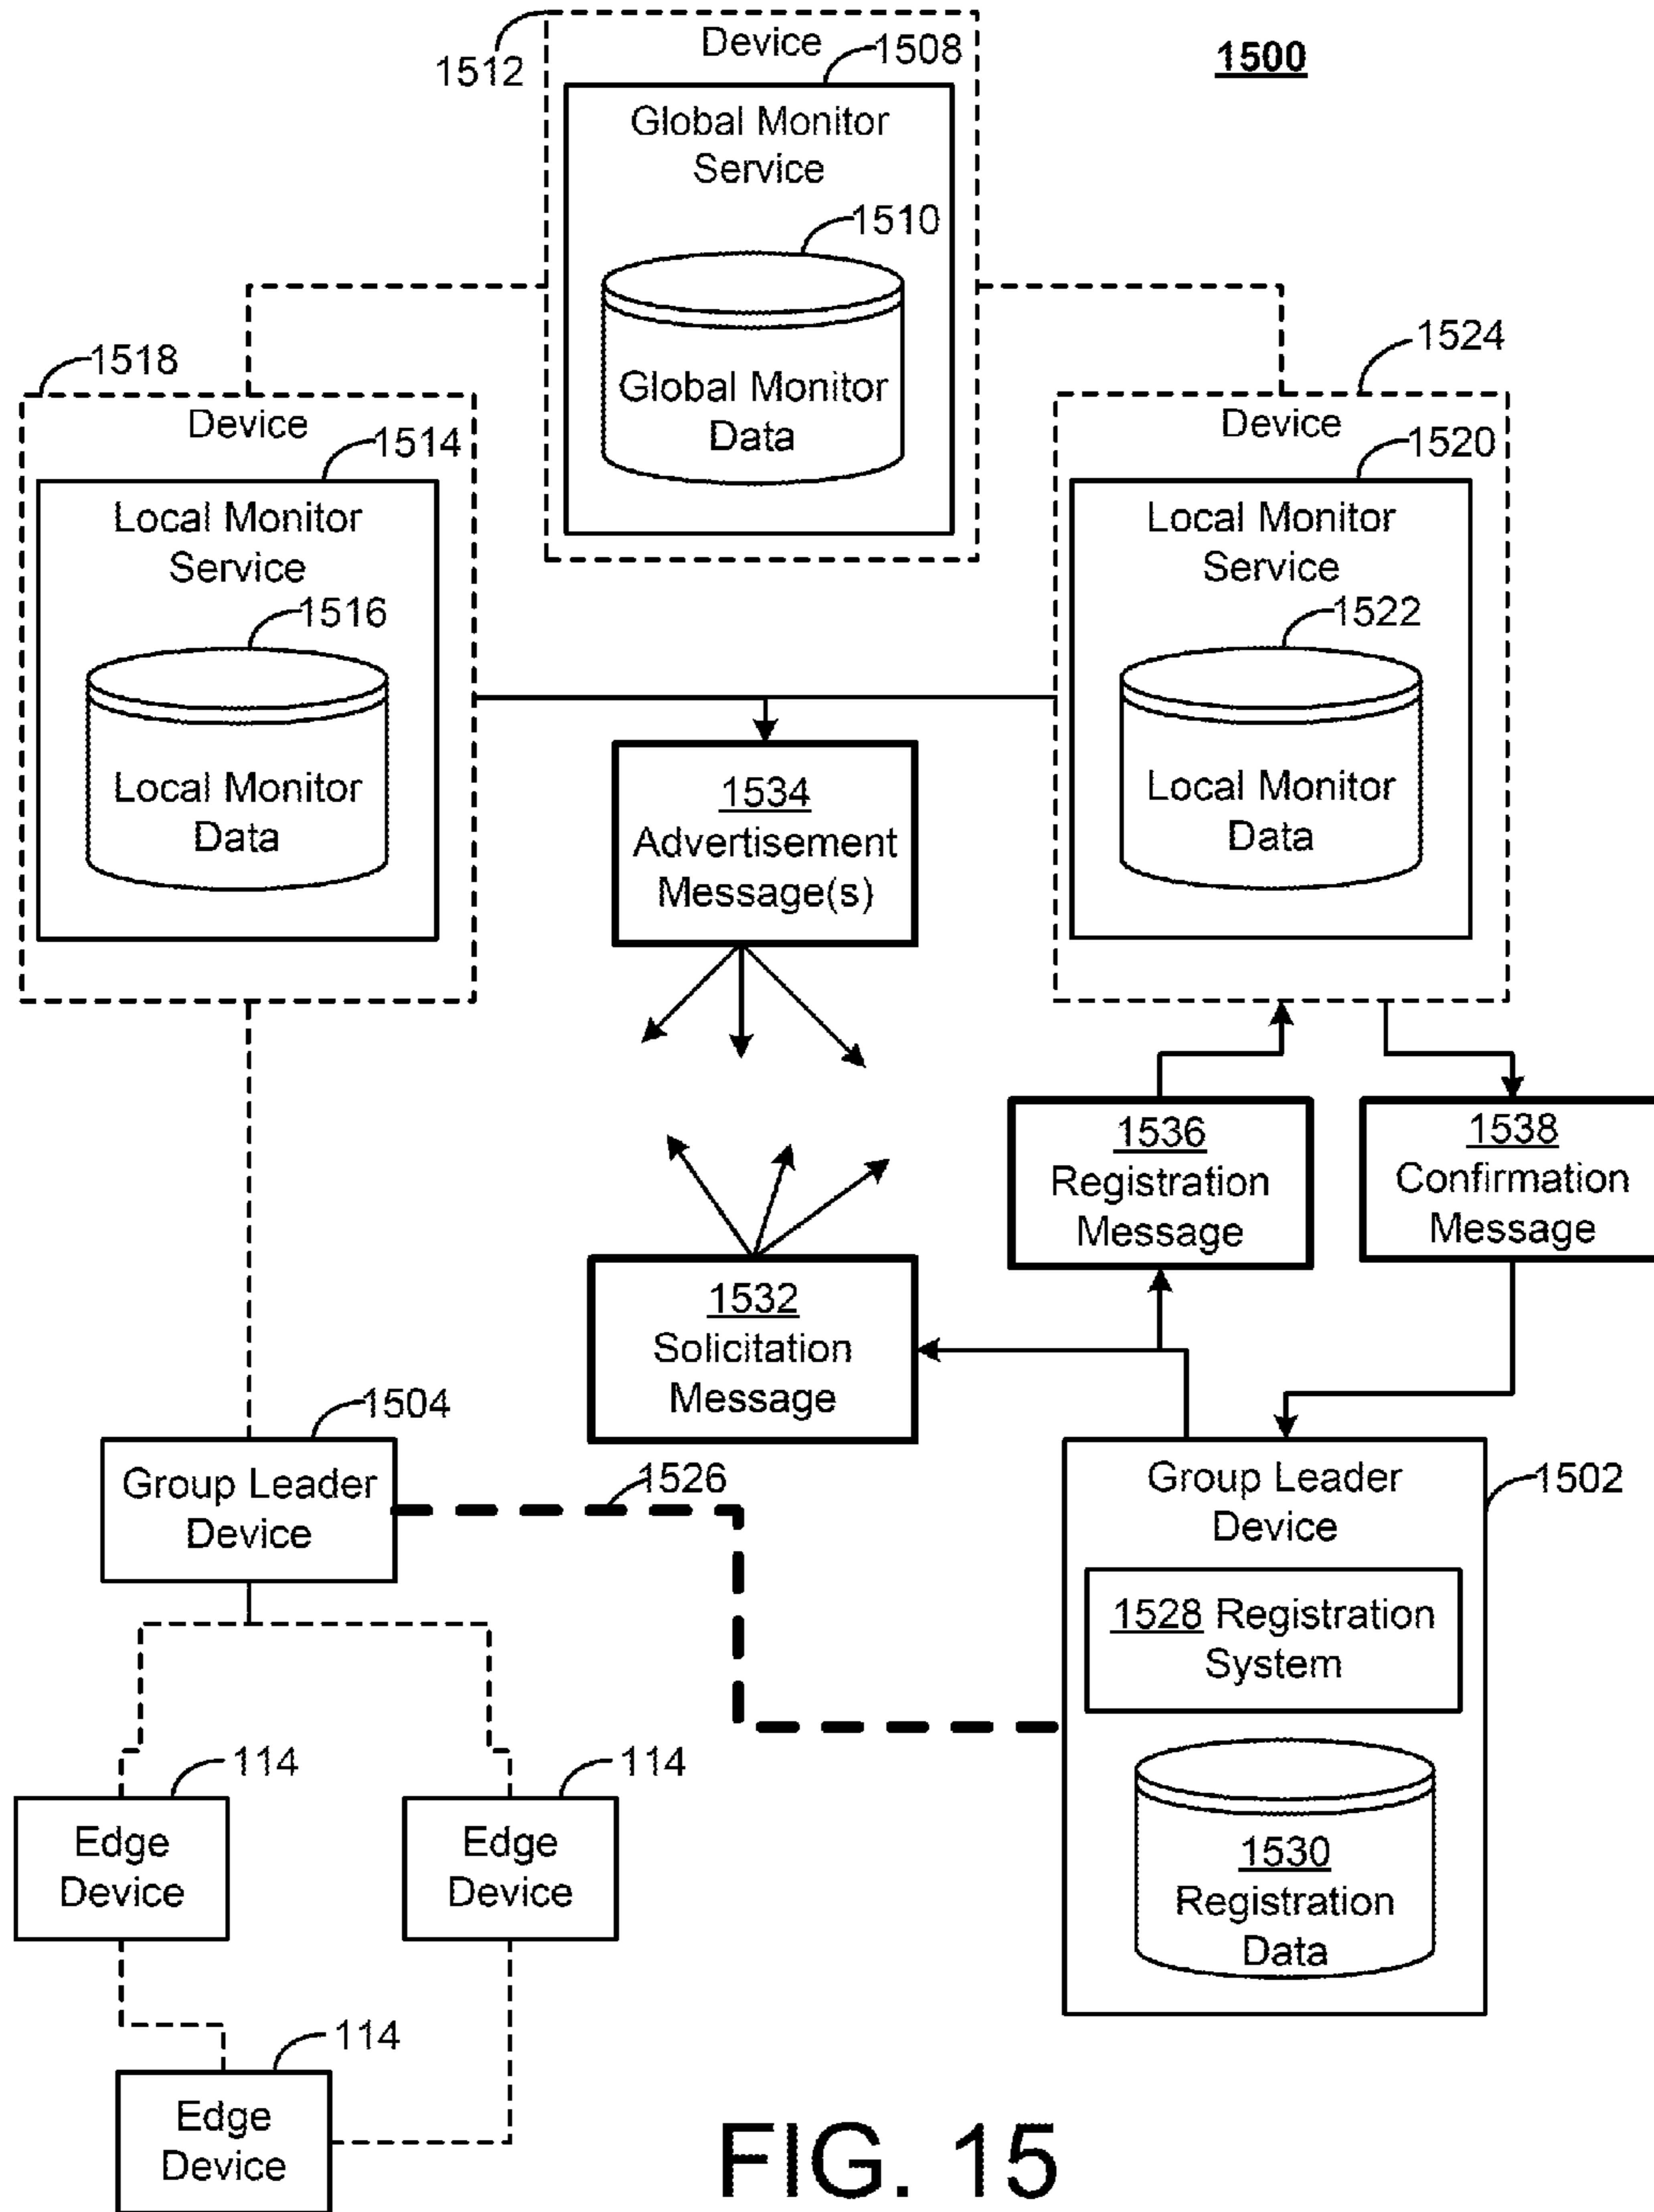 1500
1512
Device
1508
Global Monitor
Service
1510
Global Monitor
Data
1518
Device
1514
Local Monitor
Service
1516
Local Monitor
Data
1524
Device
1520
Local Monitor
Service
1522
Local Monitor
Data
1534
Advertisement
Message(s)
1536
Registration
Message
1538
Confirmation
Message
1532
Solicitation
Message
1504
Group Leader
Device
1526
1502
Group Leader
Device
1528 Registration
System
1530
Registration
Data
114
Edge
Device
114
Edge
Device
114
Edge
Device
FIG. 15